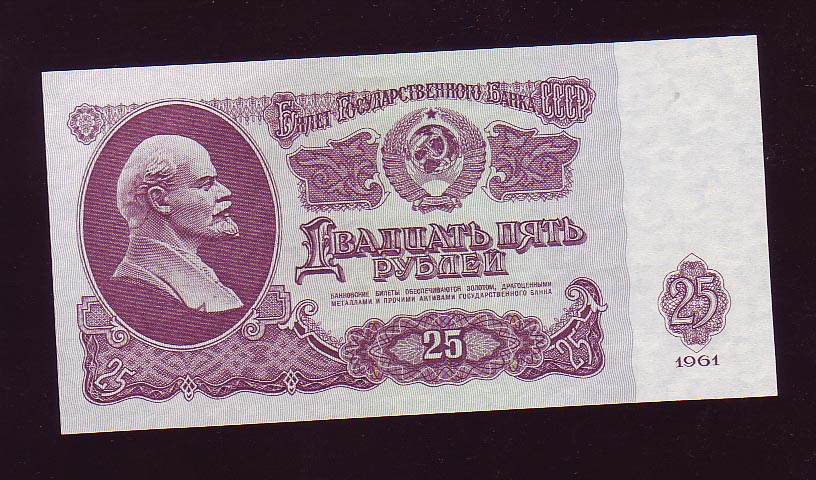 Билет Государственного Банка СССР
Двадцать пять
рублей
БАНКОВСКИЕ БИЛЕТЫ ОБЕСПЕЧИВАЮТСЯ ЗОЛОТОМ, ДРАГОЦЕННЫМИ
МЕТАЛЛАМИ И ПРОЧИМИ АКТИВАМИ ГОСУДАРСТВЕННОГО БАНКА
25
25
25
25
1961